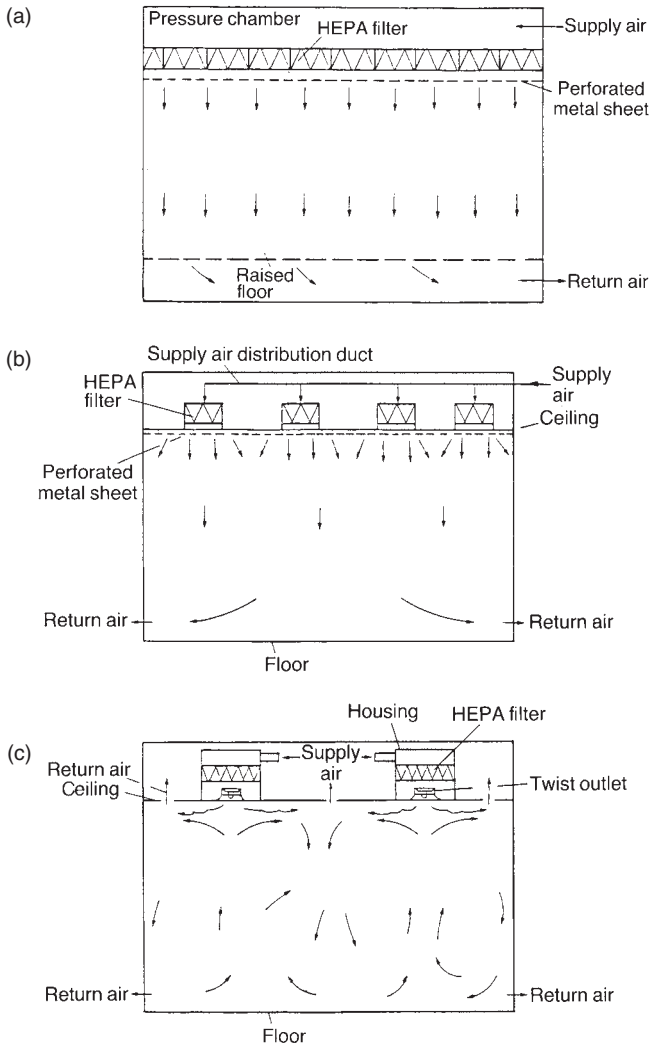 (a)
Pressure chamber
HEPA filter
Supply air
Perforated
metal sheet
Raised
floor
Return air
(b)
Supply air distribution duct
HEPA
filter
Supply
air
Ceiling
Perforated
metal sheet
Return air
Return air
Floor
(c)
Housing
HEPA filter
Supply
air
Return air
Ceiling
Twist outlet
Return air
Return air
Floor